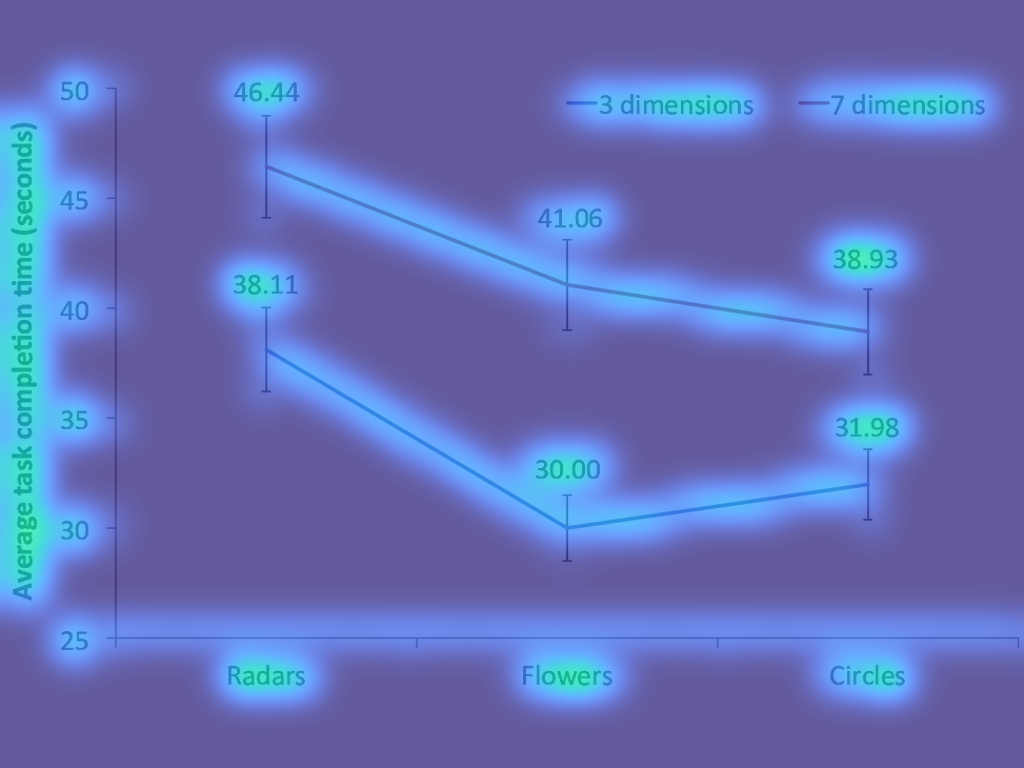 50
45
40
35
30
25
Average task completion time (seconds)
3 dimensions
7 dimensions
46.44
41.06
38.93
38.11
30.00
31.98
Radars
Flowers
Circles